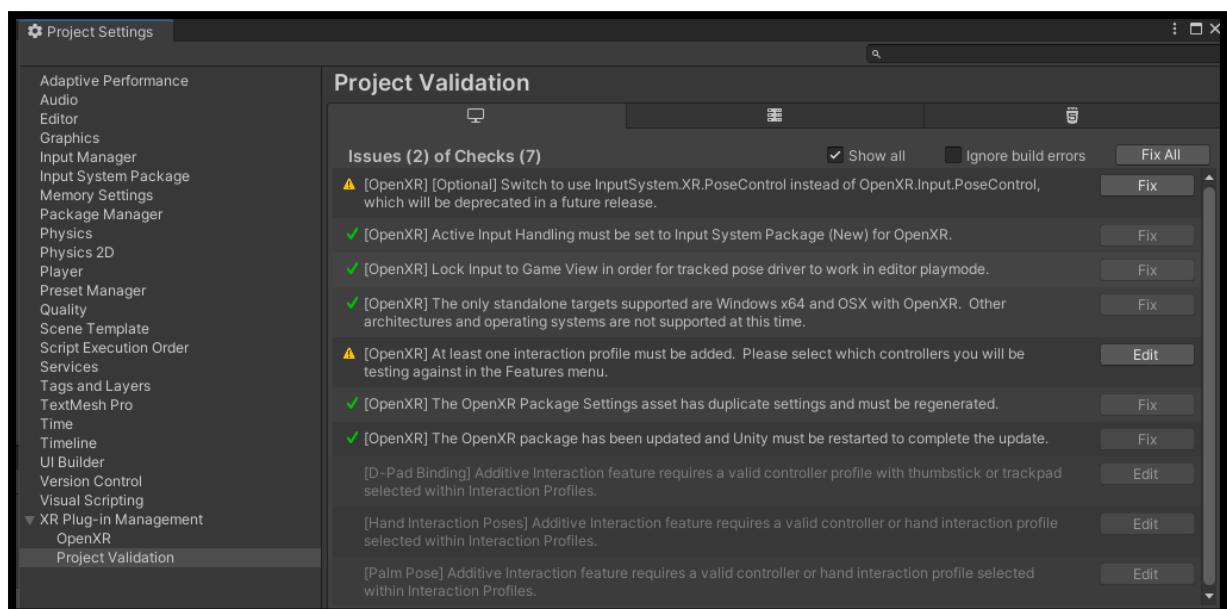 Project Settings
Adaptive Performance
Audio
Editor
Graphics
Input Manager
Input System Package
Memory Settings
Package Manager
Physics
Physics 2D
Player
Preset Manager
Quality
Scene Template
Script Execution Order
Services
Tags and Layers
TextMesh Pro
Time
Timeline
UI Builder
Version Control
Visual Scripting
XR Plug-in Management
OpenXR
Project Validation
Project Validation
Issues (2) of Checks (7)
Show all
Ignore build errors
Fix All
[OpenXR] [Optional] Switch to use InputSystem.XR.PoseControl instead of OpenXR.Input.PoseControl,
which will be deprecated in a future release.
Fix
[OpenXR] Active Input Handling must be set to Input System Package (New) for OpenXR.
Fix
[OpenXR] Lock Input to Game View in order for tracked pose driver to work in editor playmode.
Fix
[OpenXR] The only standalone targets supported are Windows x64 and OSX with OpenXR.  Other
architectures and operating systems are not supported at this time.
Fix
[OpenXR] At least one interaction profile must be added.  Please select which controllers you will be
testing against in the Features menu.
Edit
[OpenXR] The OpenXR Package Settings asset has duplicate settings and must be regenerated.
Fix
[OpenXR] The OpenXR package has been updated and Unity must be restarted to complete the update.
Fix
[D-Pad Binding] Additive Interaction feature requires a valid controller profile with thumbstick or trackpad
selected within Interaction Profiles.
Edit
[Hand Interaction Poses] Additive Interaction feature requires a valid controller or hand interaction profile
selected within Interaction Profiles.
Edit
[Palm Pose] Additive Interaction feature requires a valid controller or hand interaction profile selected
within Interaction Profiles.
Edit